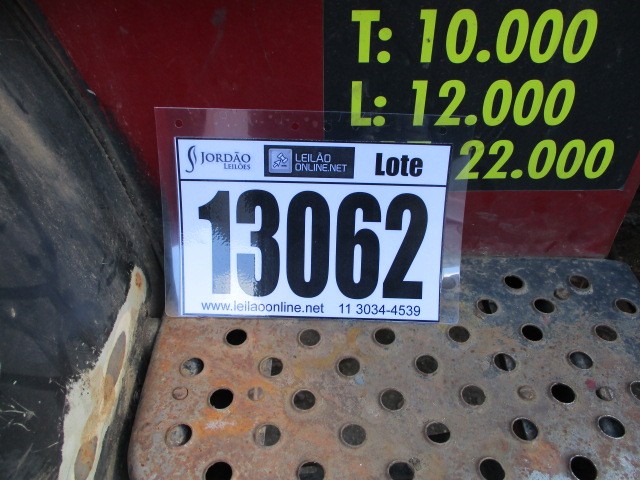 T: 10.000
L: 12.000
22.000
JORDÃO
LEILÕES
LEILÃO
ONLINE.NET
Lote
13062
www.leilaoonline.net 11 3034-4539